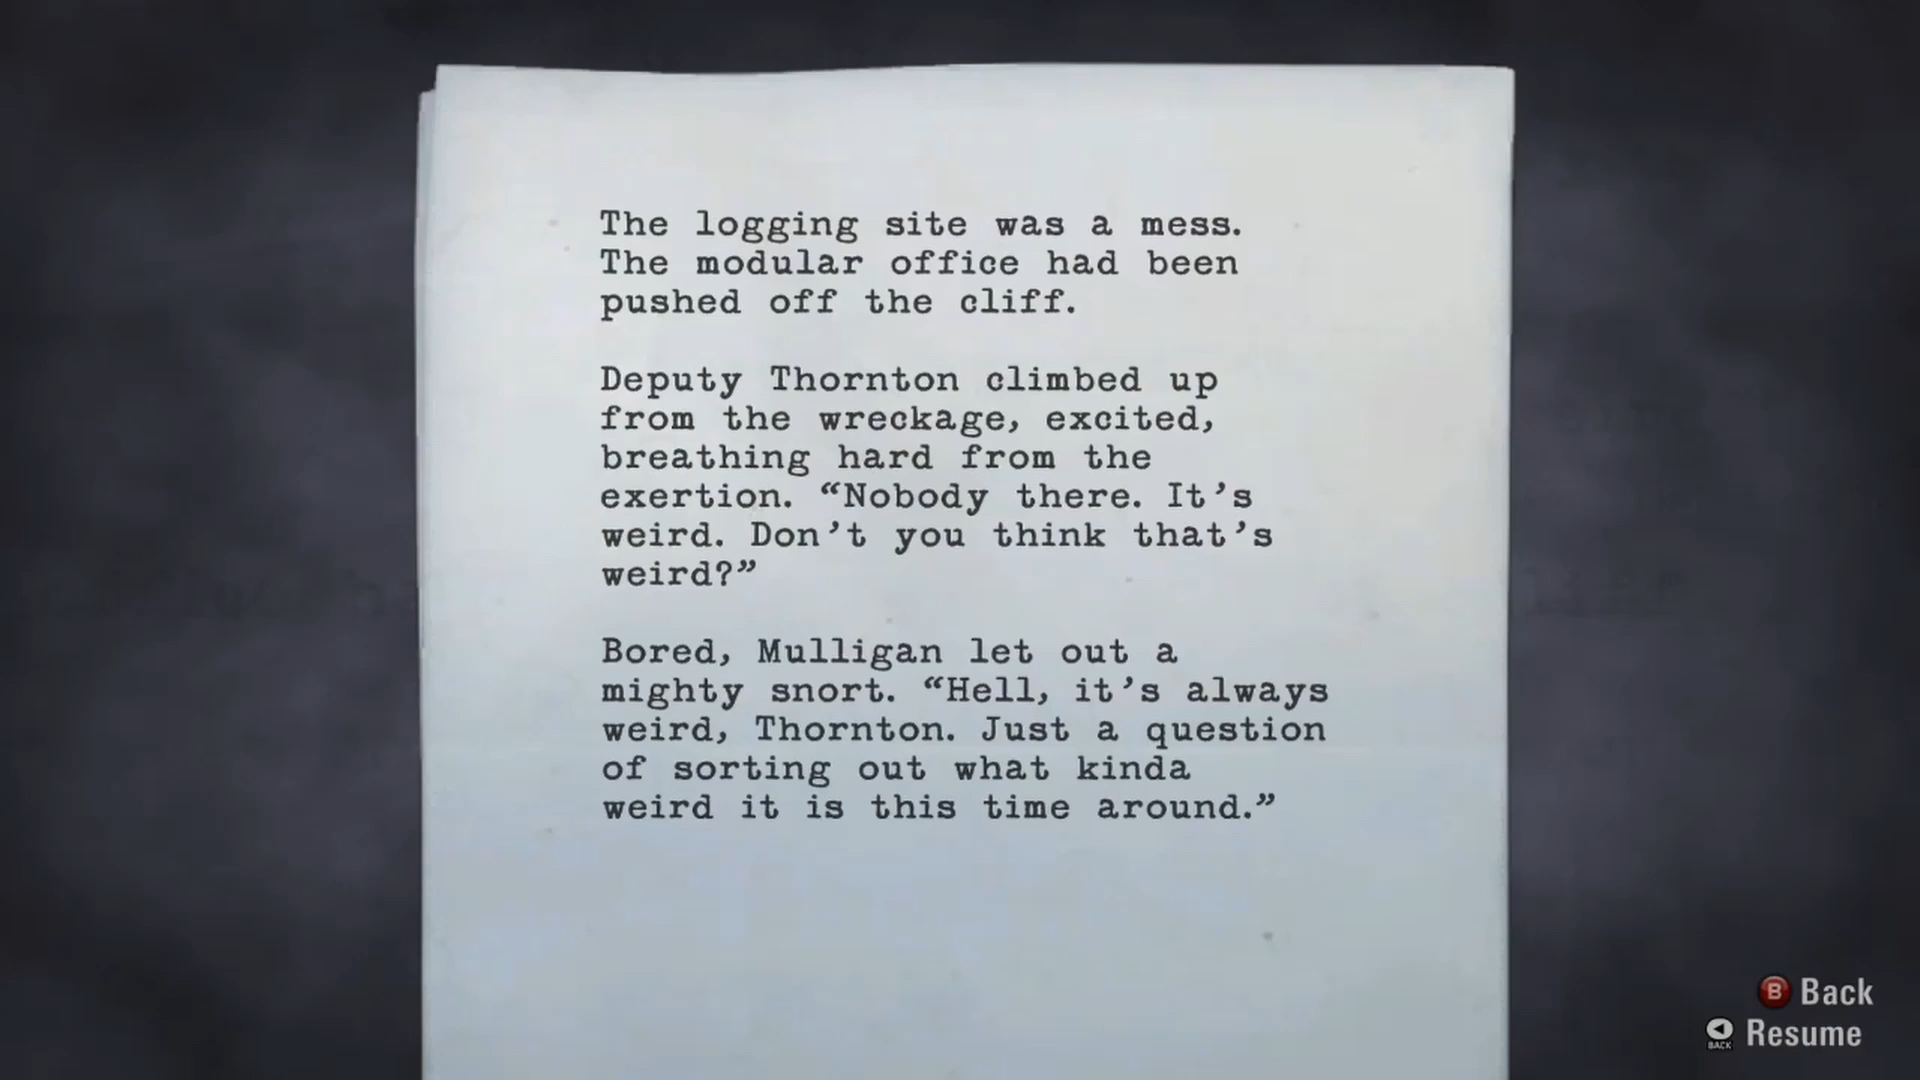 The logging site was a mess.
The modular office had been
pushed off the cliff.
Deputy Thornton climbed up
from the wreckage, excited,
breathing hard from the
exertion. “Nobody there. It’s
weird. Don’t you think that’s
weird?”
Bored, Mulligan let out a
mighty snort. “Hell, it’s always
weird, Thornton. Just a question
of sorting out what kinda
weird it is this time around.”
B Back
BACK Resume